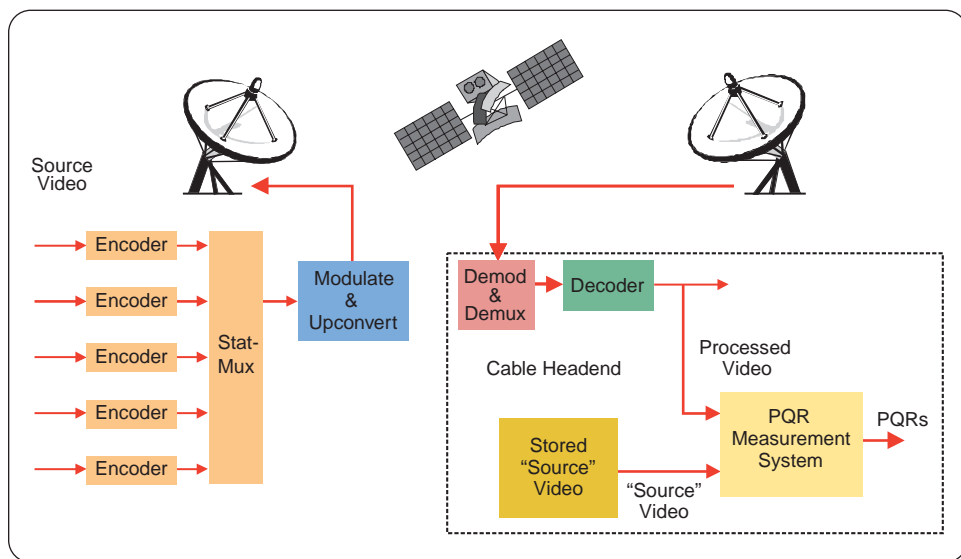 Source
Video
Encoder
Encoder
Encoder
Encoder
Encoder
Stat-
Mux
Modulate
&
Upconvert
Demod
&
Demux
Decoder
Cable Headend
Processed
Video
Stored
“Source”
Video
“Source”
Video
PQR
Measurement
System
PQRs